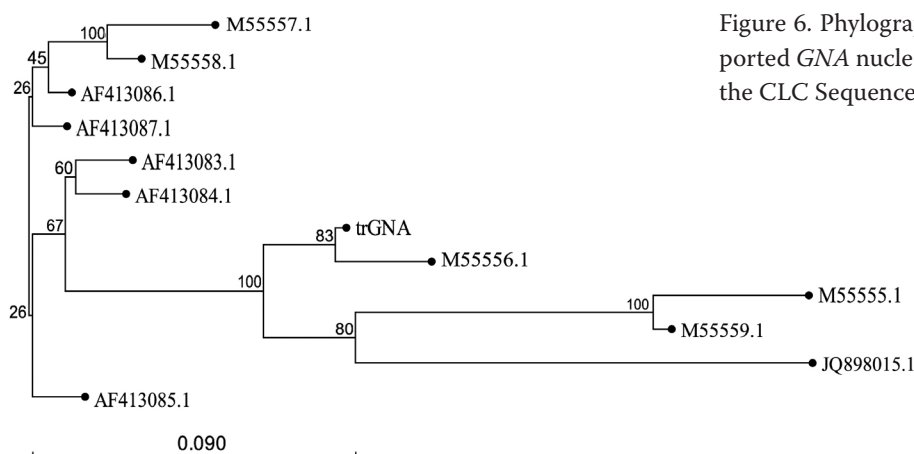 Figure 6. Phylogra
ported GNA nucle
the CLC Sequence
100
M55557.1
45
M55558.1
26
AF413086.1
AF413087.1
60
AF413083.1
AF413084.1
67
83
trGNA
M55556.1
100
100
M55555.1
M55559.1
26
80
JQ898015.1
AF413085.1
0.090